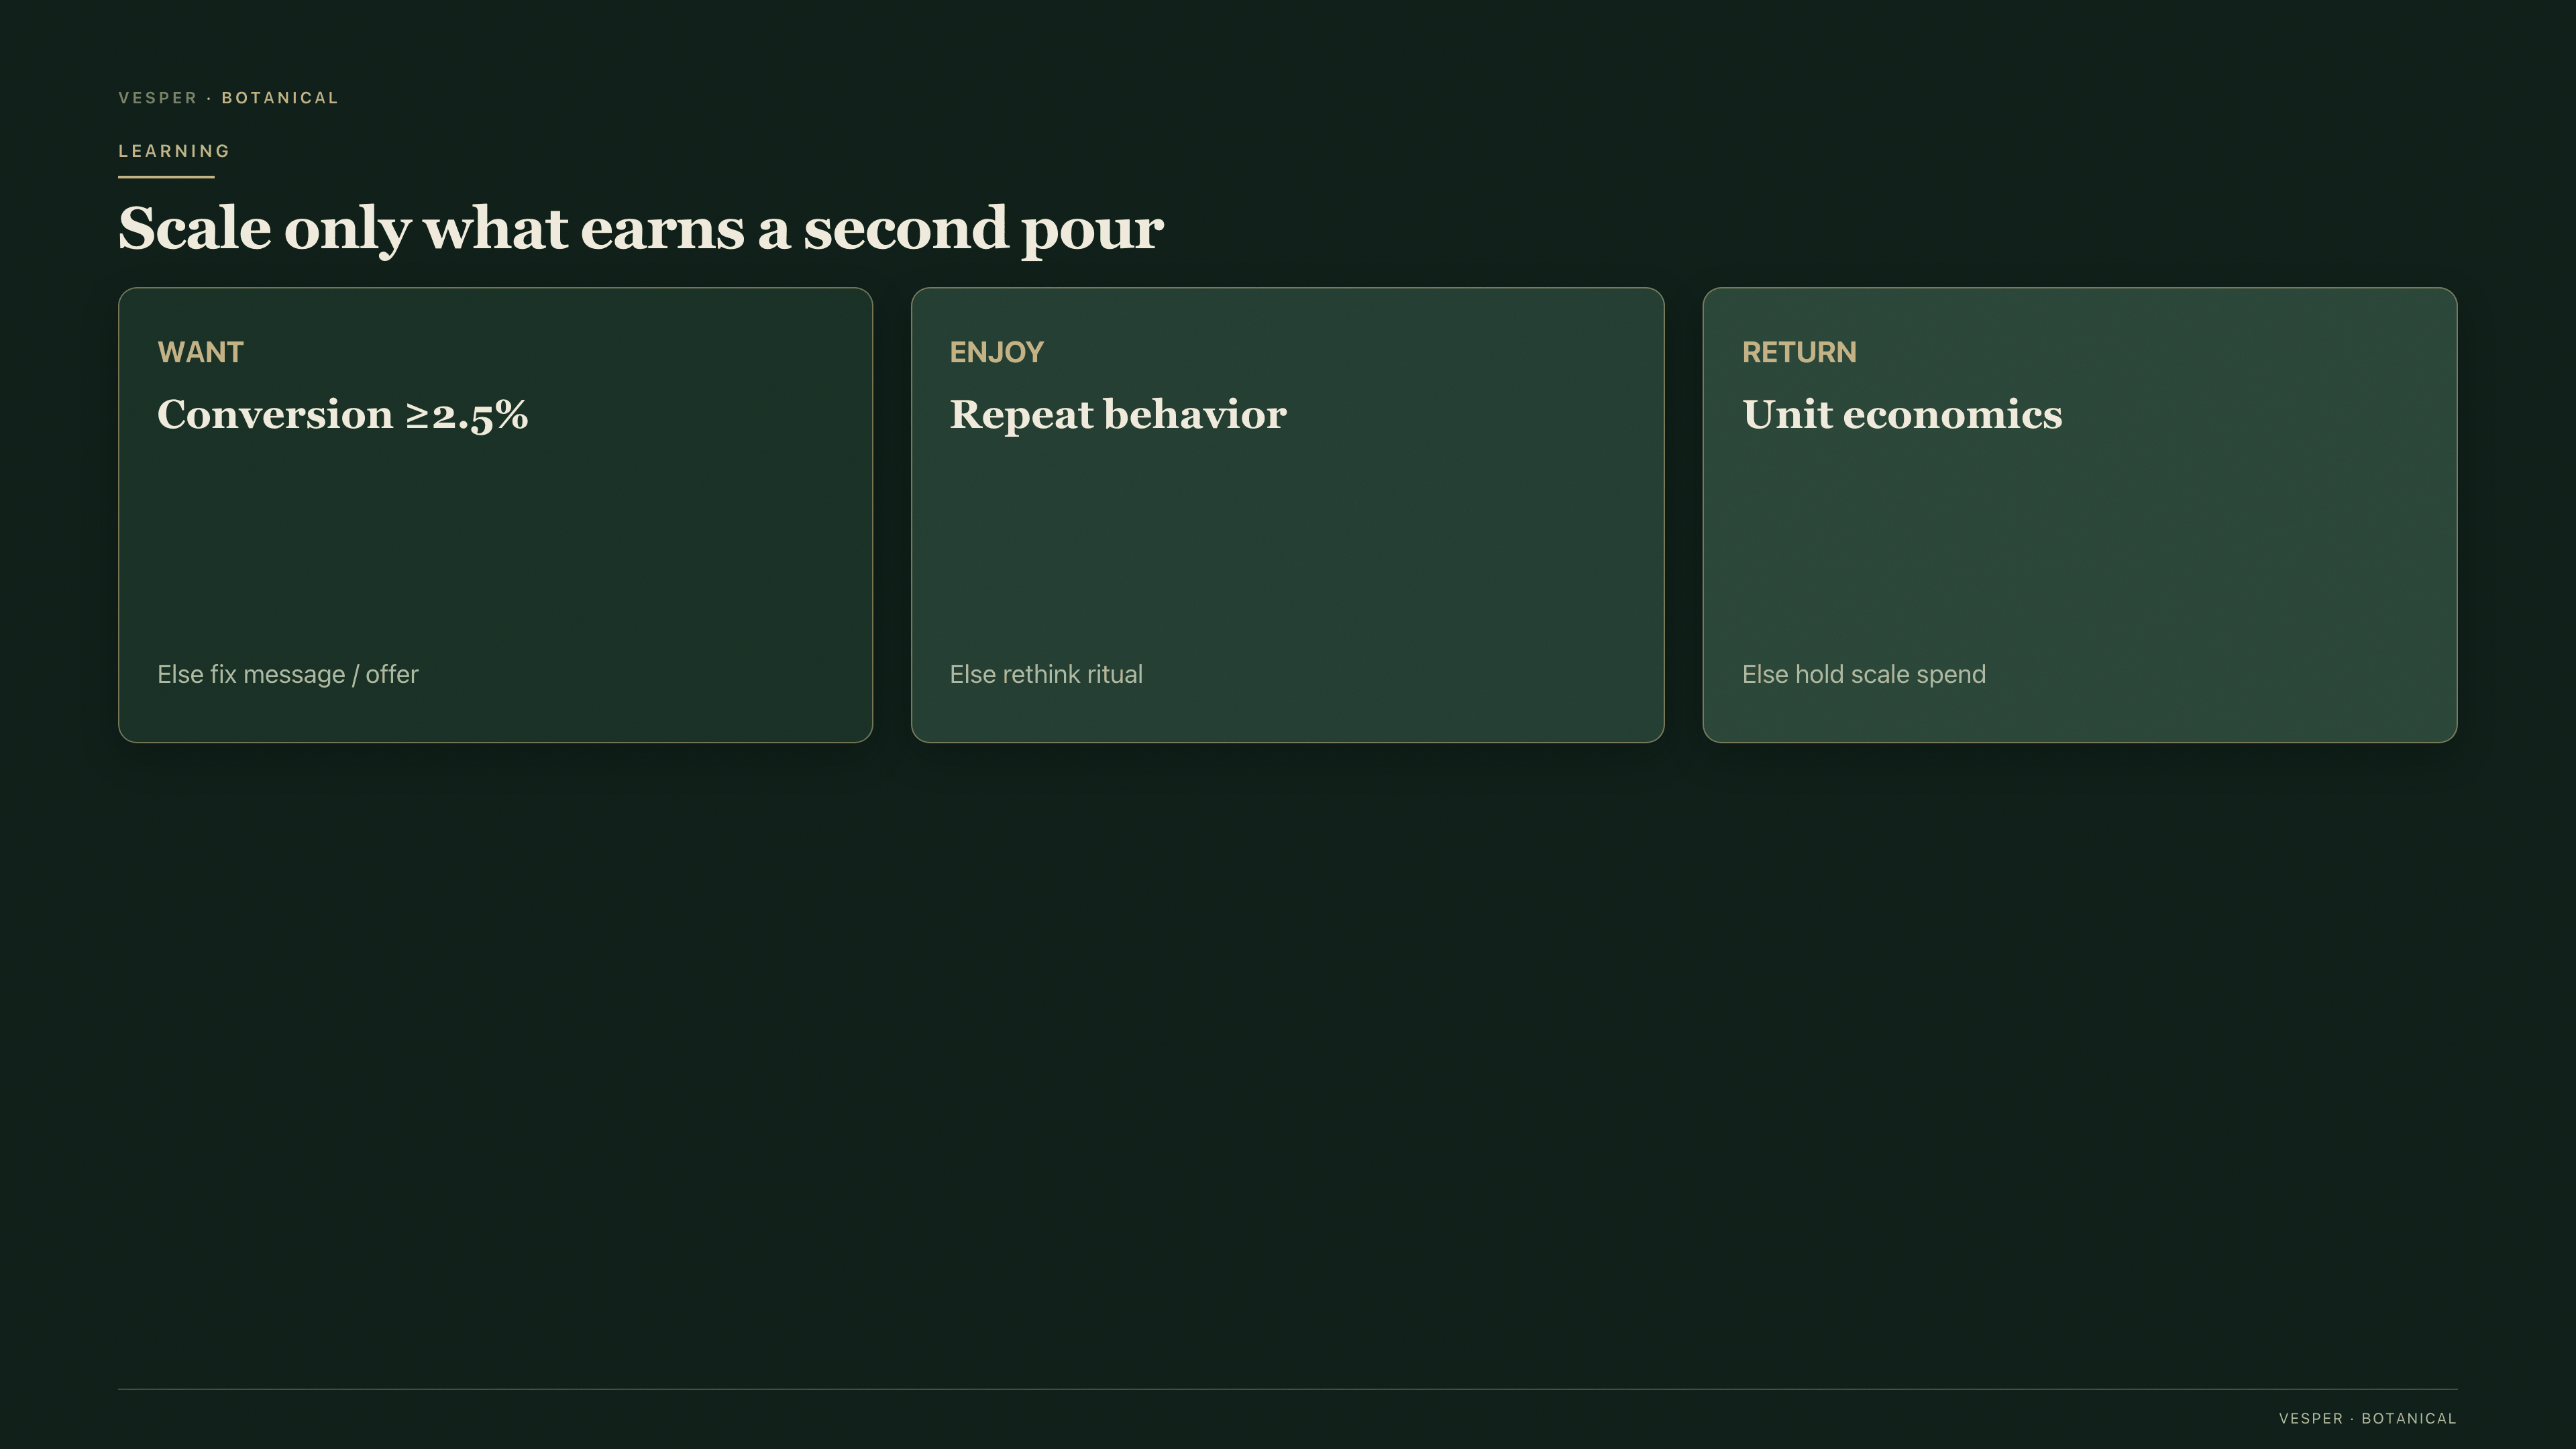 VESPER · BOTANICAL
LEARNING
Scale only what earns a second pour
WANT
Conversion ≥2.5%
Else fix message / offer
ENJOY
Repeat behavior
Else rethink ritual
RETURN
Unit economics
Else hold scale spend
VESPER · BOTANICAL